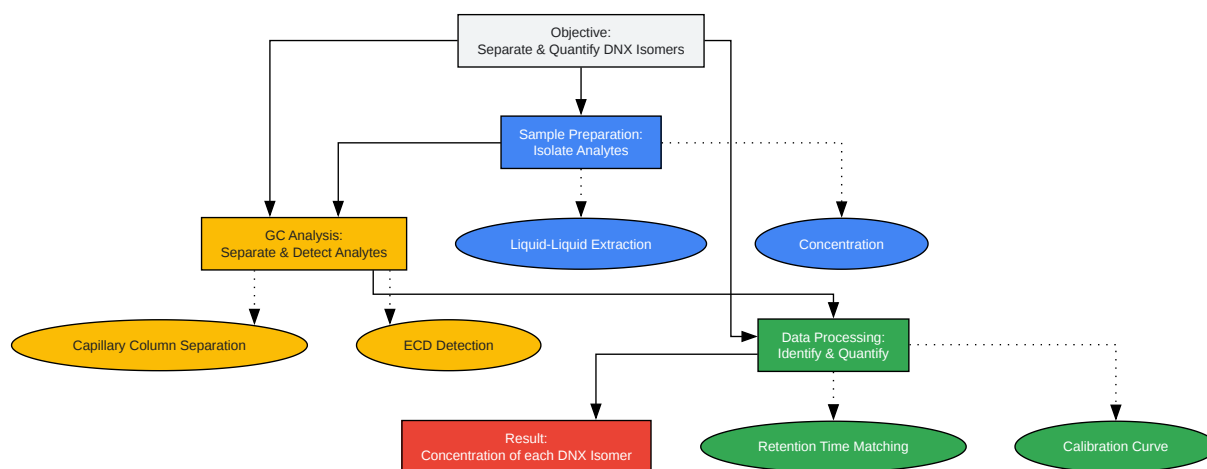 Objective:
Separate & Quantify DNX Isomers
Sample Preparation:
Isolate Analytes
GC Analysis:
Separate & Detect Analytes
Liquid-Liquid Extraction
Concentration
Capillary Column Separation
ECD Detection
Data Processing:
Identify & Quantify
Result:
Concentration of each DNX Isomer
Retention Time Matching
Calibration Curve